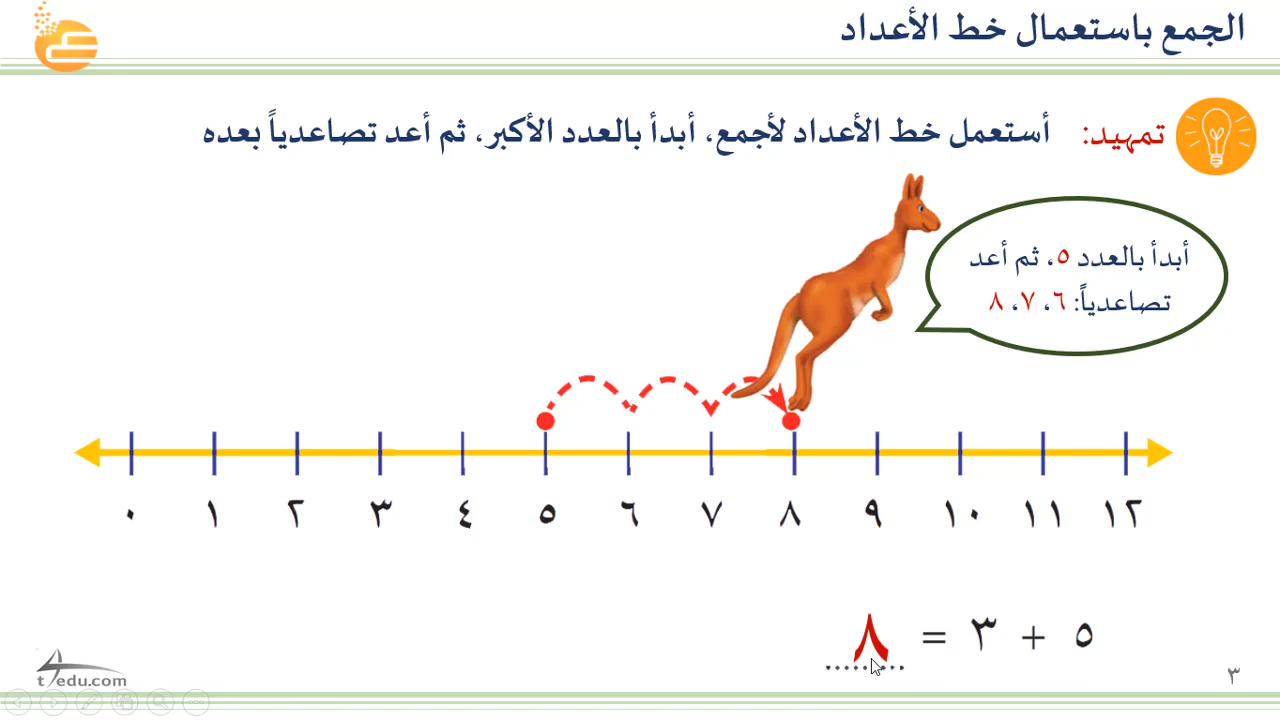 الجمع باستعمال خط الأعداد
تمهيد: أستعمل خط الأعداد لأجمع، أبدأ بالعدد الأكبر، ثم أعد تصاعدياً بعده
أبدأ بالعدد ٥، ثم أعد
تصاعدياً: ٦، ٧، ٨
٠ ١ ٢ ٣ ٤ ٥ ٦ ٧ ٨ ٩ ١٠ ١١ ١٢
٥ + ٣ = ٨
t4edu.com
٣